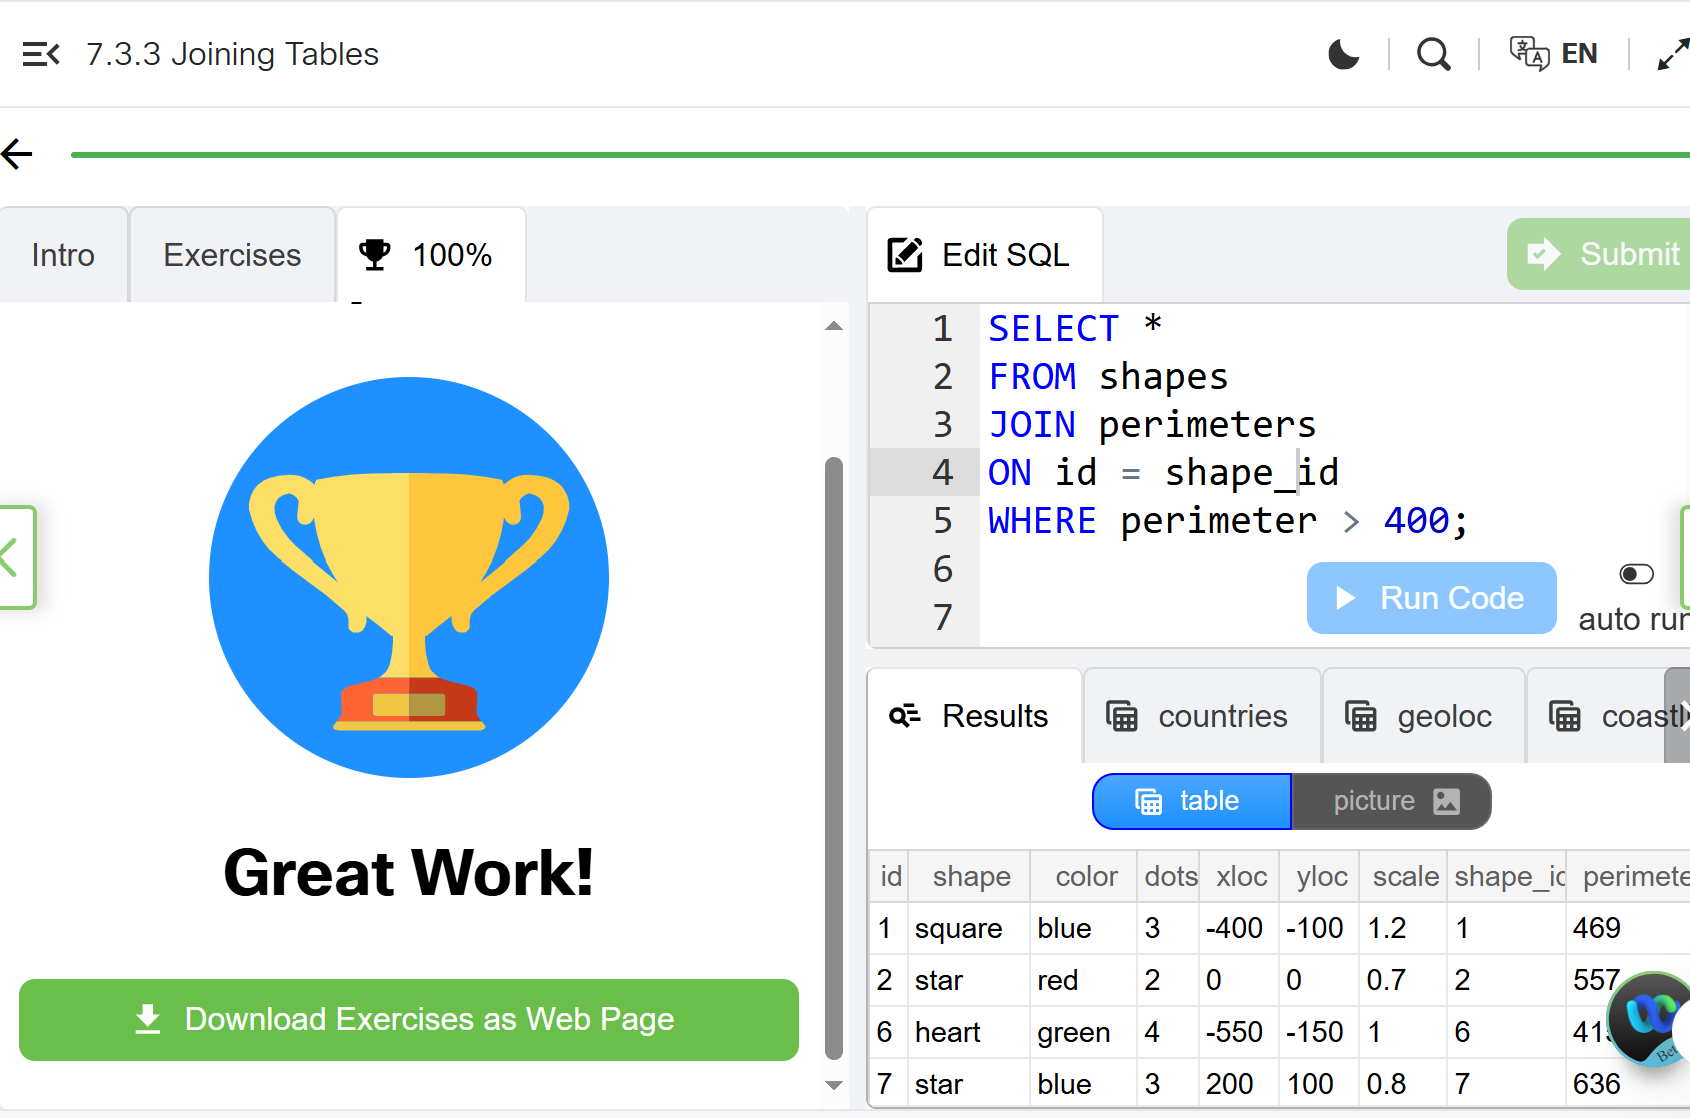 7.3.3 Joining Tables
EN
Intro
Exercises
100%
Great Work!
Download Exercises as Web Page
Edit SQL
Submit
1 SELECT *
2 FROM shapes
3 JOIN perimeters
4 ON id = shape_id
5 WHERE perimeter > 400;
6
7
Run Code
auto run
Results
countries
geoloc
coastl
table
picture
id shape color dots xloc yloc scale shape_id perimete
1 square blue 3 -400 -100 1.2 1 469
2 star red 2 0 0 0.7 2 557
6 heart green 4 -550 -150 1 6
7 star blue 3 200 100 0.8 7 636
Bet